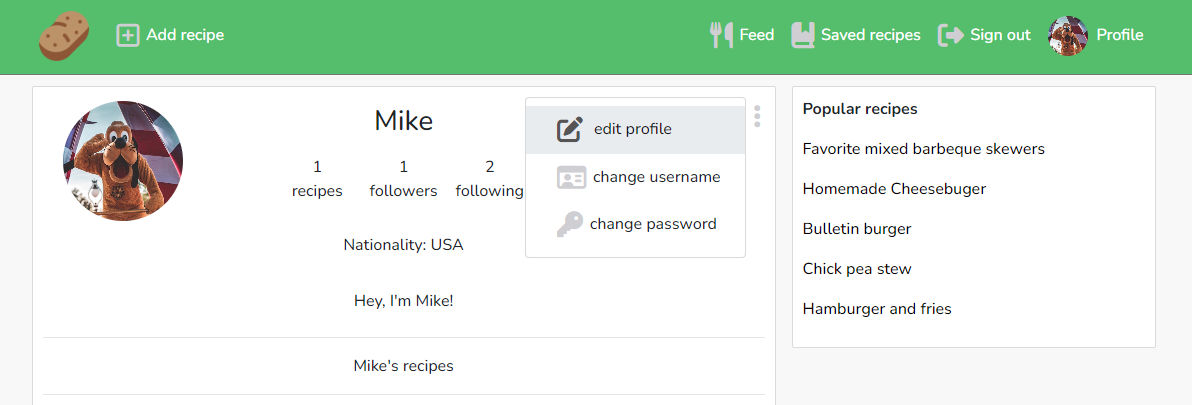 Add recipe
Feed
Saved recipes
Sign out
Profile
Mike
1 recipes
1 followers
2 following
Nationality: USA
Hey, I'm Mike!
Mike's recipes
edit profile
change username
change password
Popular recipes
Favorite mixed barbeque skewers
Homemade Cheesebuger
Bulletin burger
Chick pea stew
Hamburger and fries